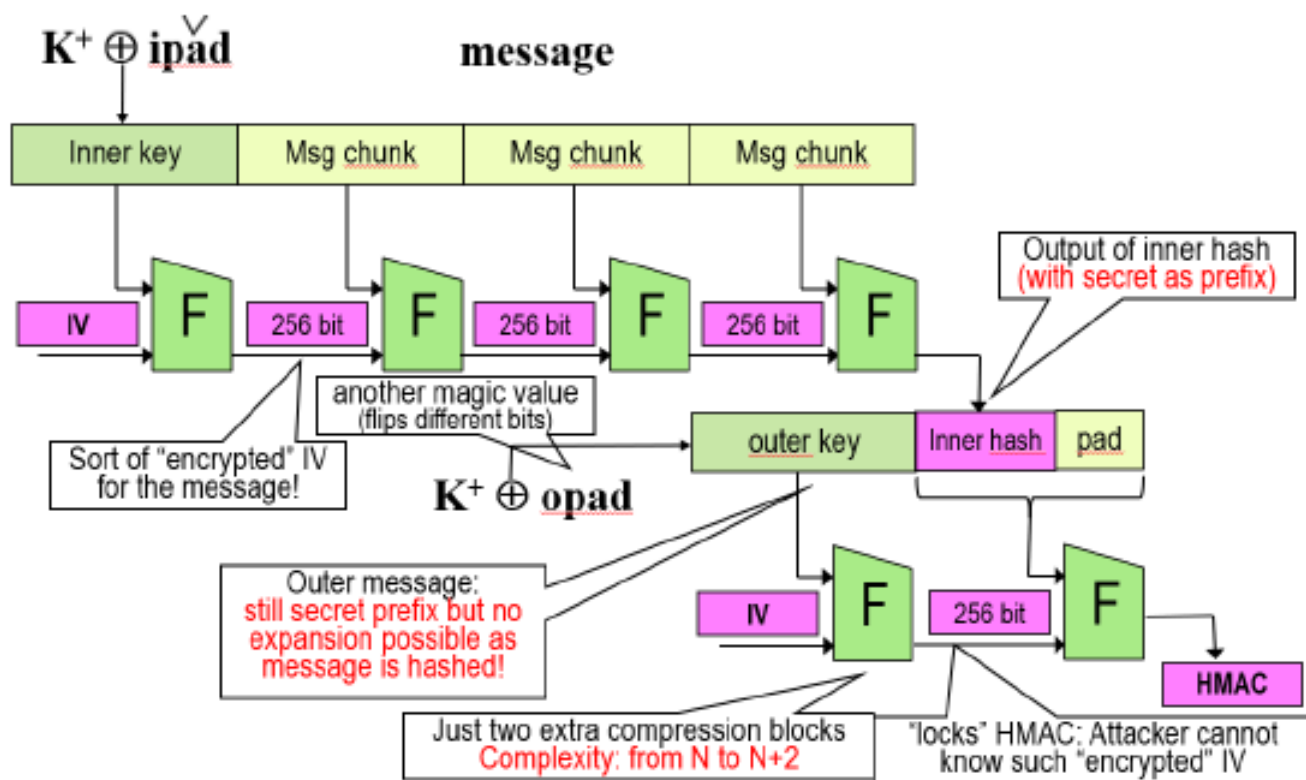 K+ ⊕ ipad
message
Inner key
Msg chunk
Msg chunk
Msg chunk
Output of inner hash
(with secret as prefix)
F
F
F
F
IV
256 bit
256 bit
256 bit
another magic value
(flips different bits)
Sort of “encrypted” IV
for the message!
outer key
Inner hash
pad
K+ ⊕ opad
Outer message:
still secret prefix but no
expansion possible as
message is hashed!
F
F
IV
256 bit
HMAC
Just two extra compression blocks
Complexity: from N to N+2
“locks” HMAC: Attacker cannot
know such “encrypted” IV